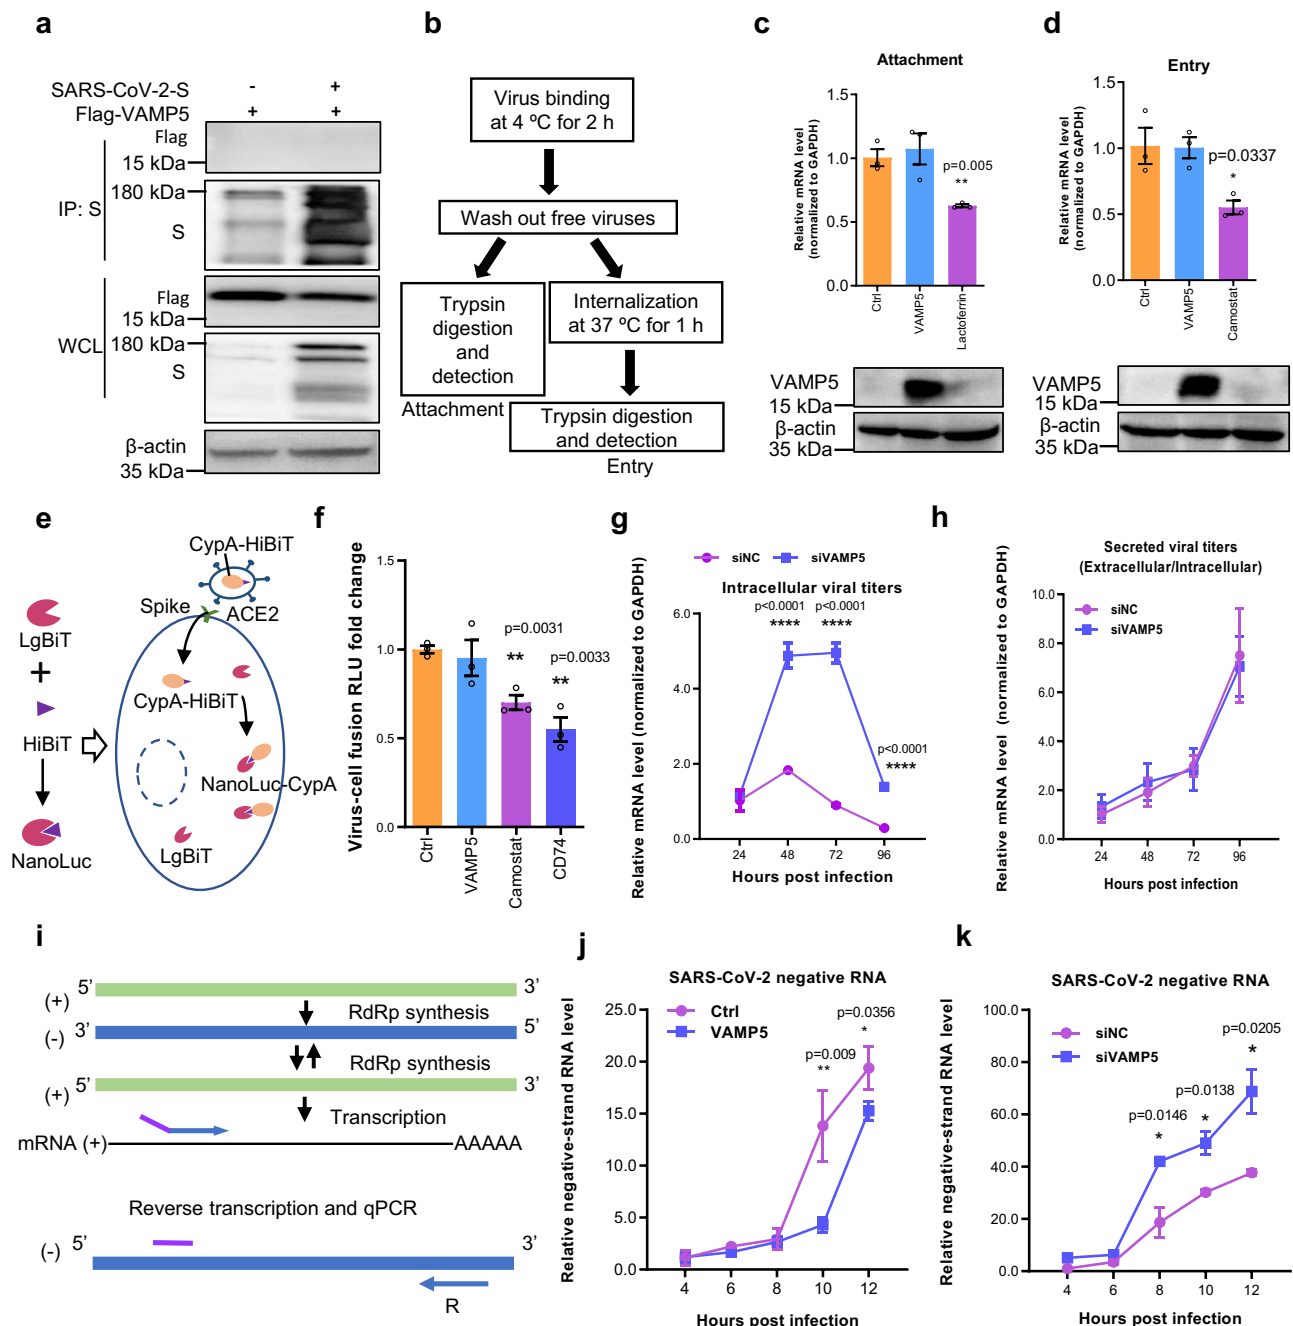 a
SARS-CoV-2-S - +
Flag-VAMP5 + +
IP: S
Flag
15 kDa
180 kDa
S
WCL
Flag
15 kDa
180 kDa
S
β-actin
35 kDa
b
Virus binding
at 4 ºC for 2 h
Wash out free viruses
Trypsin
digestion
and
detection
Attachment
Internalization
at 37 ºC for 1 h
Trypsin digestion
and detection
Entry
c
Attachment
Relative mRNA level
(normalized to GAPDH)
1.5
1.0
0.5
0.0
p=0.005
**
Ctrl
VAMP5
Lactoferrin
VAMP5
15 kDa
β-actin
35 kDa
d
Entry
Relative mRNA level
(normalized to GAPDH)
1.5
1.0
0.5
0.0
p=0.0337
*
Ctrl
VAMP5
Camostat
VAMP5
15 kDa
β-actin
35 kDa
e
LgBiT
+
HiBiT
NanoLuc
CypA-HiBiT
Spike
ACE2
CypA-HiBiT
NanoLuc-CypA
LgBiT
f
Virus-cell fusion RLU fold change
1.5
1.0
0.5
0.0
p=0.0031
**
p=0.0033
**
Ctrl
VAMP5
Camostat
CD74
g
siNC siVAMP5
Intracellular viral titers
Relative mRNA level (normalized to GAPDH)
6.0
4.0
2.0
0.0
p<0.0001 p<0.0001
**** ****
p<0.0001
****
24 48 72 96
Hours post infection
h
Secreted viral titers
(Extracellular/Intracellular)
siNC
siVAMP5
Relative mRNA level (normalized to GAPDH)
10.0
8.0
6.0
4.0
2.0
0.0
24 48 72 96
Hours post infection
i
(+) 5’ 3’
RdRp synthesis
(-) 3’ 5’
RdRp synthesis
(+) 3’
Transcription
mRNA (+) AAAAA
Reverse transcription and qPCR
(-) 5’ 3’
R
j
SARS-CoV-2 negative RNA
Ctrl
VAMP5
Relative negative-strand RNA level
25.0
20.0
15.0
10.0
5.0
0.0
p=0.009
**
p=0.0356
*
4 6 8 10 12
Hours post infection
k
SARS-CoV-2 negative RNA
siNC
siVAMP5
Relative negative-strand RNA level
100.0
80.0
60.0
40.0
20.0
0.0
p=0.0146
*
p=0.0138
*
p=0.0205
*
4 6 8 10 12
Hours post infection